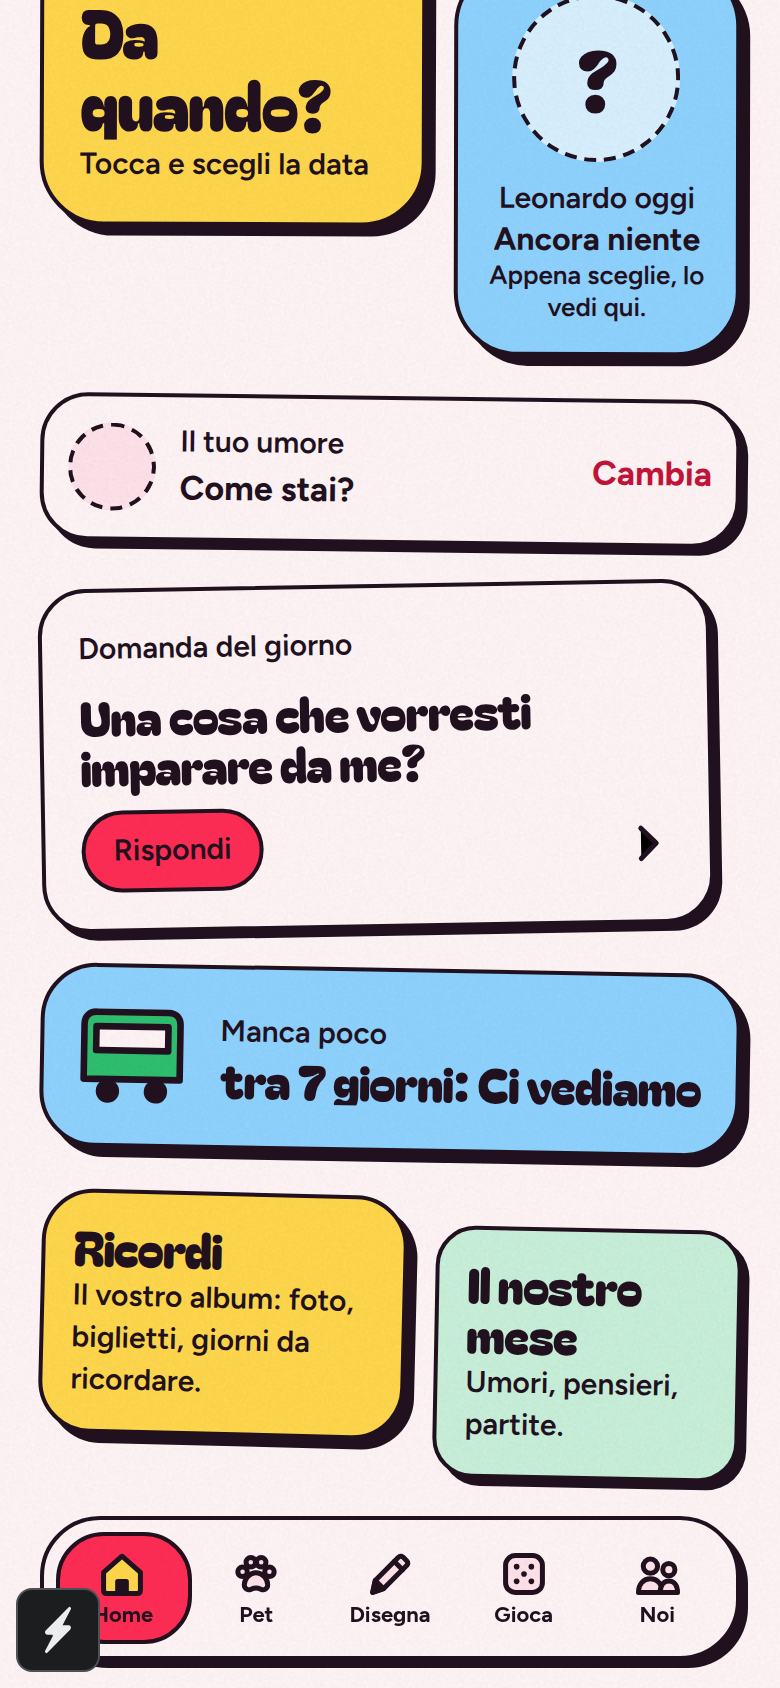 Da
quando?
Tocca e scegli la data
?
Leonardo oggi
Ancora niente
Appena sceglie, lo
vedi qui.
Il tuo umore
Come stai?
Cambia
Domanda del giorno
Una cosa che vorresti
imparare da me?
Rispondi
Manca poco
tra 7 giorni: Ci vediamo
Ricordi
Il vostro album: foto,
biglietti, giorni da
ricordare.
Il nostro
mese
Umori, pensieri,
partite.
Home
Pet
Disegna
Gioca
Noi